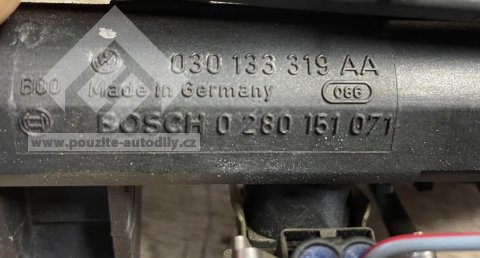 030 133 319 AA
B00 Made in Germany 086
BOSCH 0 280 151 071
www.pouzite-autodily.cz